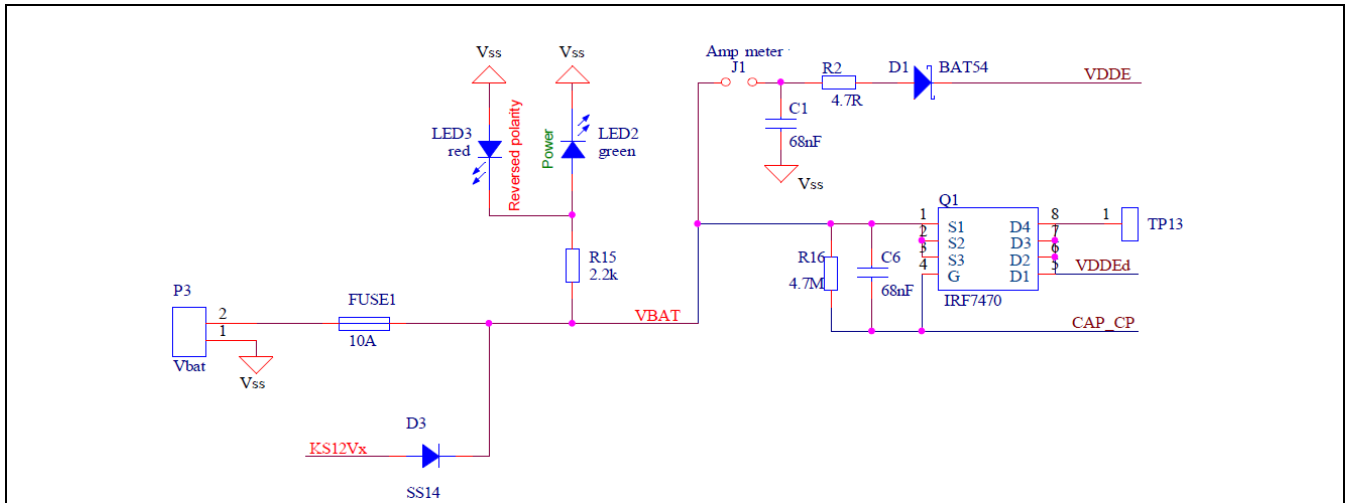 Vss
Vss
Amp meter
J1
R2
4.7R
D1
BAT54
VDDE
C1
68nF
Vss
LED3
red
Reversed polarity
Power
LED2
green
Q1
1
2
3
4
S1
S2
S3
G
D4
D3
D2
D1
8
7
6
5
IRF7470
1
TP13
VDDEd
R15
2.2k
R16
4.7M
C6
68nF
P3
2
1
Vbat
Vss
FUSE1
10A
VBAT
CAP_CP
D3
KS12Vx
SS14